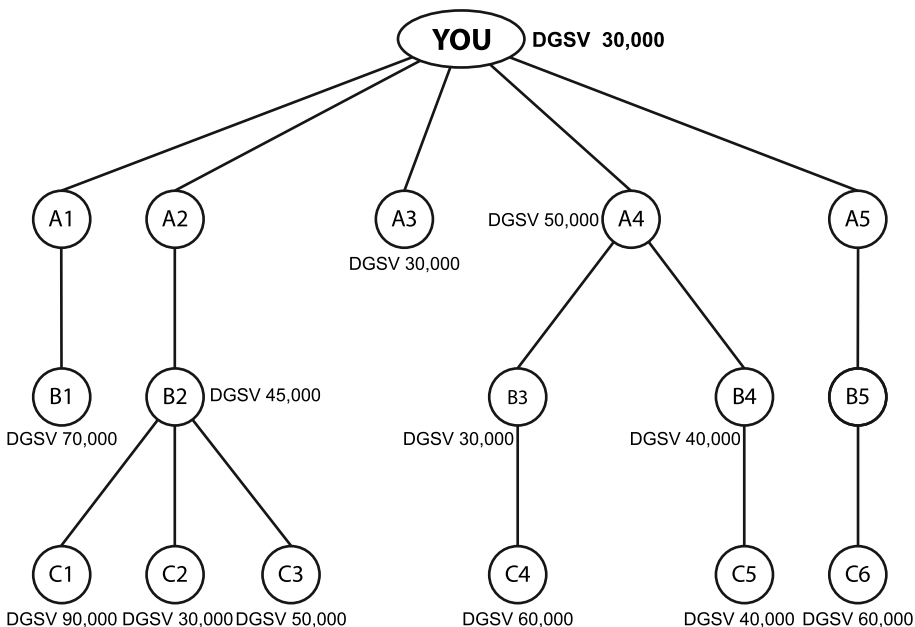 YOU DGSV 30,000
A1 A2 A3 DGSV 50,000 A4 A5
DGSV 30,000
B1 B2 DGSV 45,000 B3 B4 B5
DGSV 70,000 DGSV 30,000 DGSV 40,000
C1 C2 C3 C4 C5 C6
DGSV 90,000 DGSV 30,000 DGSV 50,000 DGSV 60,000 DGSV 40,000 DGSV 60,000